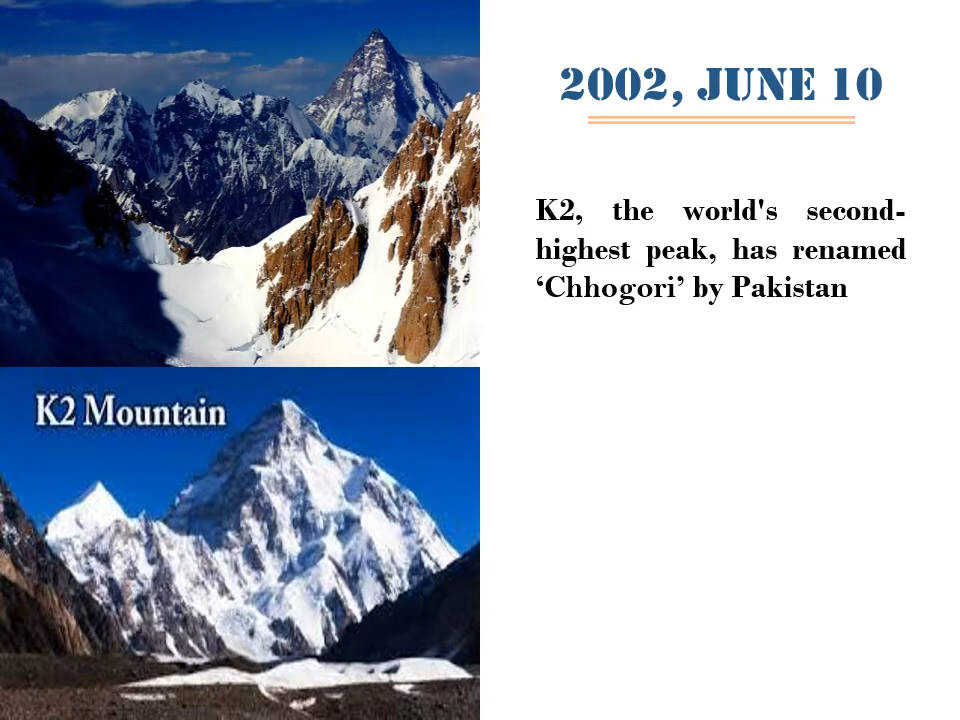 2002, JUNE 10
K2, the world's second-
highest peak, has renamed
‘Chhogori’ by Pakistan
K2 Mountain